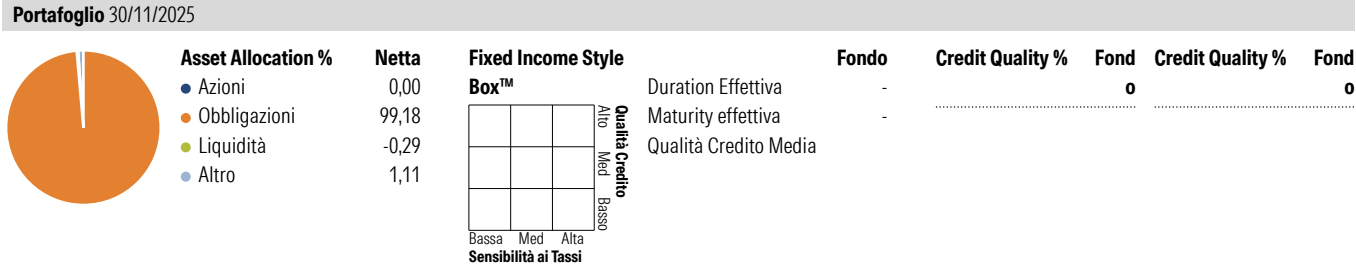 Portafoglio 30/11/2025
Asset Allocation % Netta
Azioni 0,00
Obbligazioni 99,18
Liquidità -0,29
Altro 1,11
Fixed Income Style
Box™
Alto Med Basso
Qualità Credito
Bassa Med Alta
Sensibilità ai Tassi
Fondo
Duration Effettiva -
Maturity effettiva -
Qualità Credito Media
Credit Quality % Fond
o
Credit Quality % Fond
o